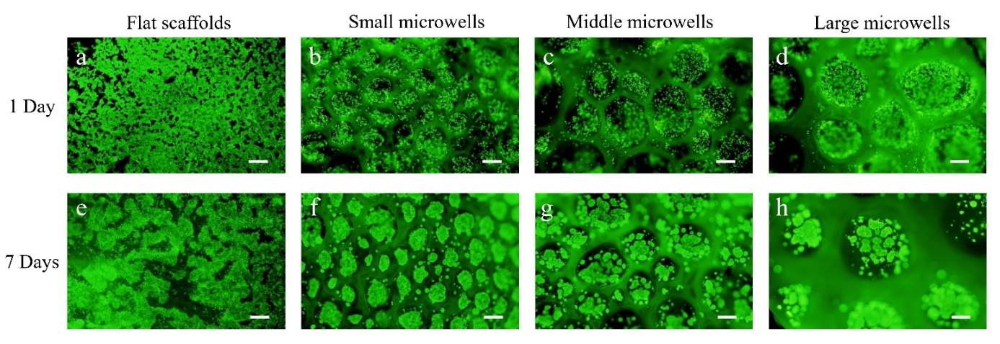 Flat scaffolds Small microwells Middle microwells Large microwells
a b c d
1 Day
e f g h
7 Days